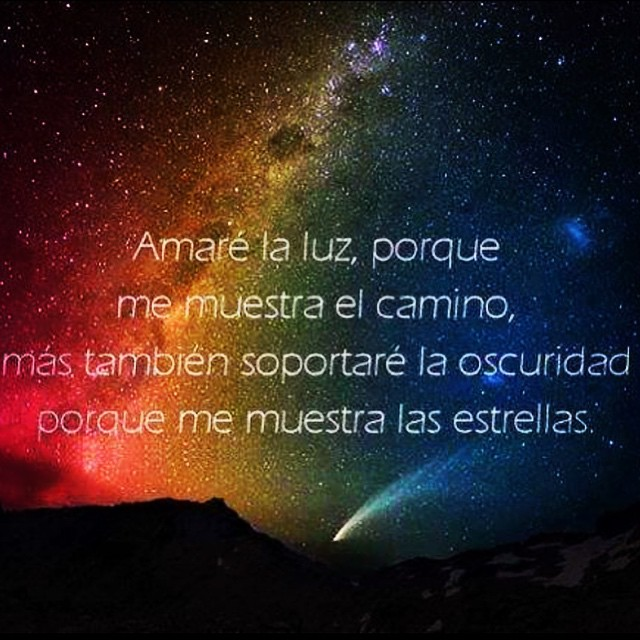 Amaré la luz, porque
me muestra el camino,
más también soportaré la oscuridad
porque me muestra las estrellas.